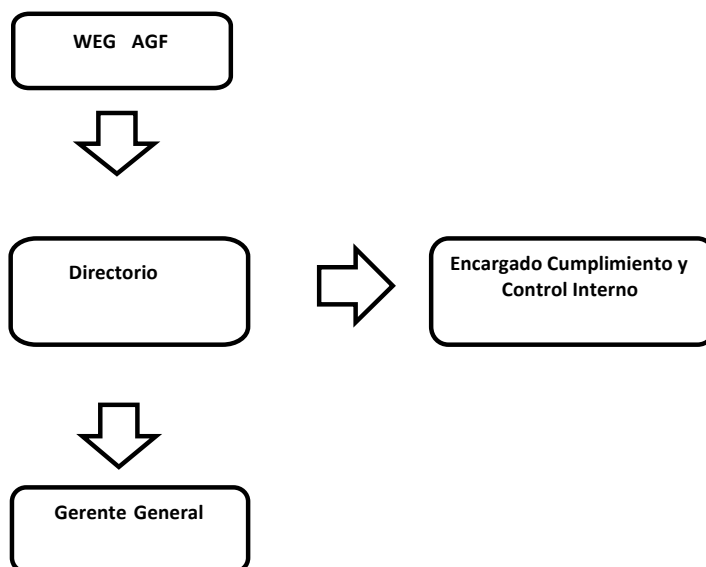 WEG AGF
Directorio
Encargado Cumplimiento y
Control Interno
Gerente General